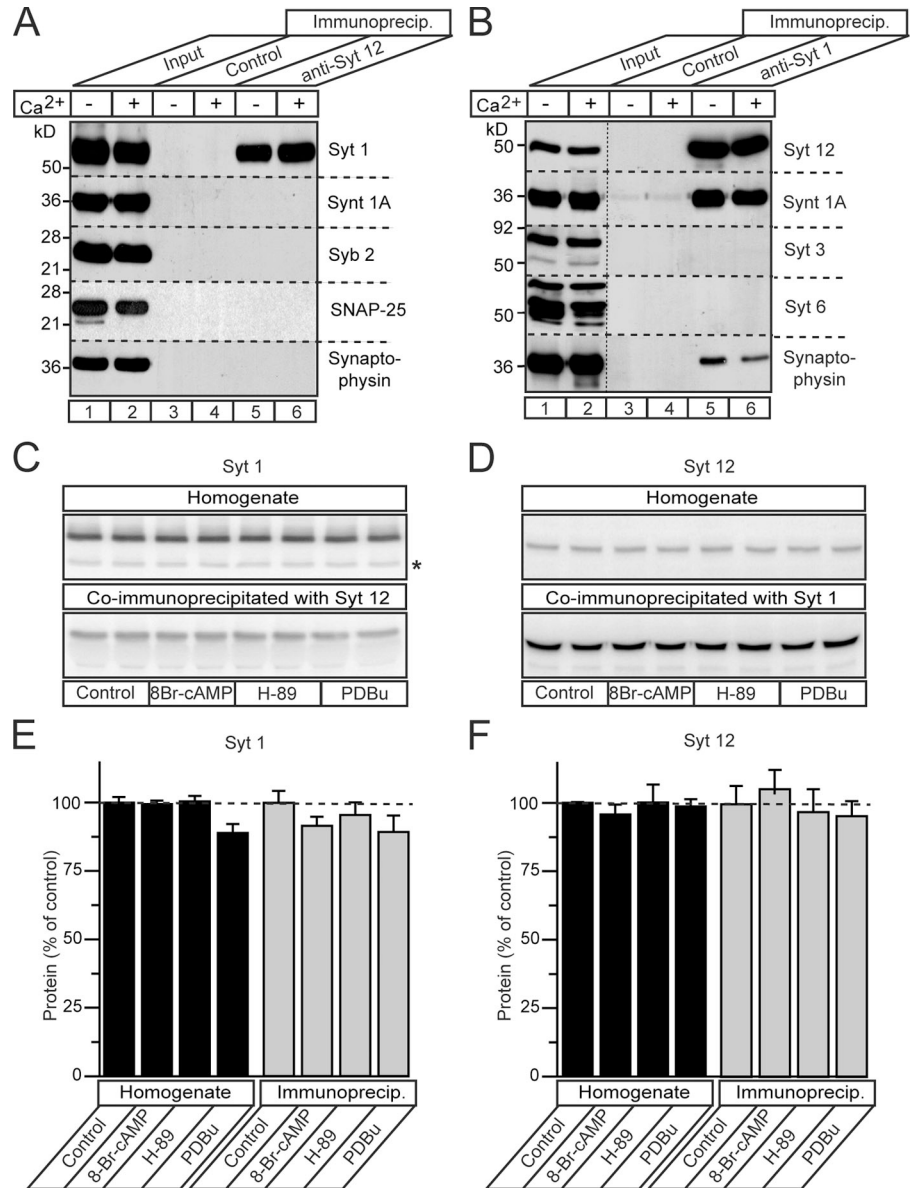 A
Immunoprecip.
Input
Control
anti-Syt 12
Ca2+ - + - + - +
kD
50
Syt 1
36
Synt 1A
28
21
Syb 2
28
21
SNAP-25
36
Synapto-
physin
1 2 3 4 5 6
B
Immunoprecip.
Input
Control
anti-Syt 1
Ca2+ - + - + - +
kD
50
Syt 12
36
Synt 1A
92
50
Syt 3
50
Syt 6
36
Synapto-
physin
1 2 3 4 5 6
C
Syt 1
Homogenate
*
Co-immunoprecipitated with Syt 12
Control 8Br-cAMP H-89 PDBu
D
Syt 12
Homogenate
Co-immunoprecipitated with Syt 1
Control 8Br-cAMP H-89 PDBu
E
Syt 1
Protein (% of control)
100
75
50
25
0
Homogenate Immunoprecip.
Control 8-Br-cAMP H-89 PDBu Control 8-Br-cAMP H-89 PDBu
F
Syt 12
Protein (% of control)
100
75
50
25
0
Homogenate Immunoprecip.
Control 8-Br-cAMP H-89 PDBu Control 8-Br-cAMP H-89 PDBu